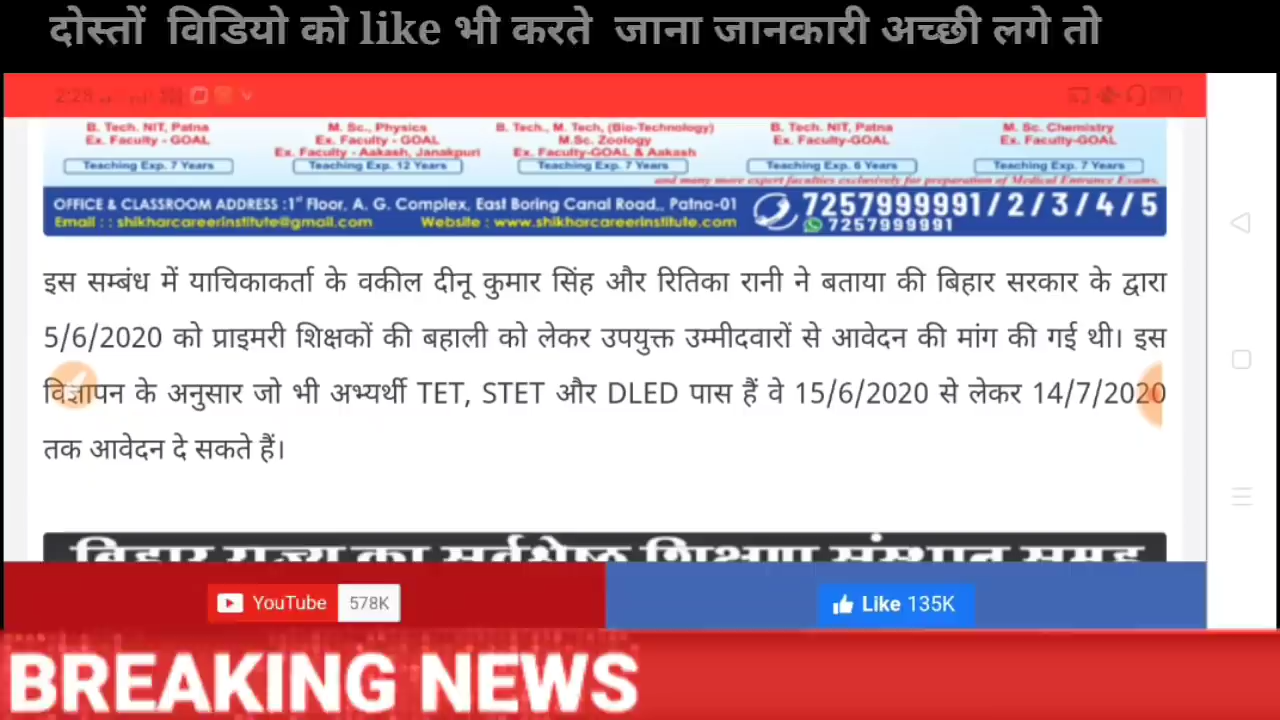 दोस्तों विडियो को like भी करते जाना जानकारी अच्छी लगे तो
2:28
B. Tech. NIT, Patna
Ex. Faculty - GOAL
Teaching Exp. 7 Years
M. Sc., Physics
Ex. Faculty - GOAL
Ex. Faculty - Aakash, Janakpuri
Teaching Exp. 12 Years
B. Tech., M. Tech, (Bio-Technology)
M.Sc. Zoology
Ex. Faculty-GOAL & Aakash
Teaching Exp. 7 Years
B. Tech. NIT, Patna
Ex. Faculty-GOAL
Teaching Exp. 6 Years
M. Sc. Chemistry
Ex. Faculty-GOAL
Teaching Exp. 7 Years
and many more expert faculties exclusively for preparation of Medical Entrance Exams.
OFFICE & CLASSROOM ADDRESS :1st Floor, A. G. Complex, East Boring Canal Road., Patna-01
Email : : shikharcareerinstitute@gmail.com Website : www.shikharcareerinstitute.com
7257999991/2/3/4/5
7257999991
इस सम्बंध में याचिकाकर्ता के वकील दीनू कुमार सिंह और रितिका रानी ने बताया की बिहार सरकार के द्वारा
5/6/2020 को प्राइमरी शिक्षकों की बहाली को लेकर उपयुक्त उम्मीदवारों से आवेदन की मांग की गई थी। इस
विज्ञापन के अनुसार जो भी अभ्यर्थी TET, STET और DLED पास हैं वे 15/6/2020 से लेकर 14/7/2020
तक आवेदन दे सकते हैं।
बिहार राज्य का सर्वश्रेष्ठ शिक्षण संस्थान समूह
YouTube 578K
Like 135K
BREAKING NEWS